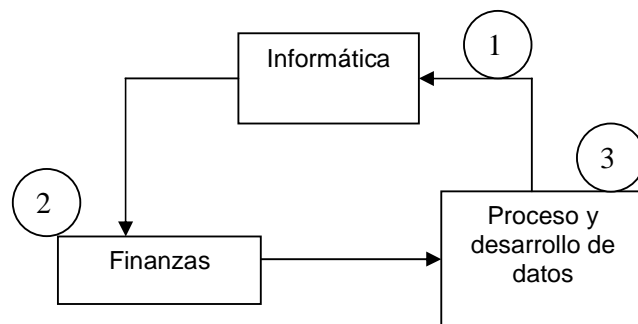 Informática
1
3
2
Proceso y
desarrollo de
datos
Finanzas